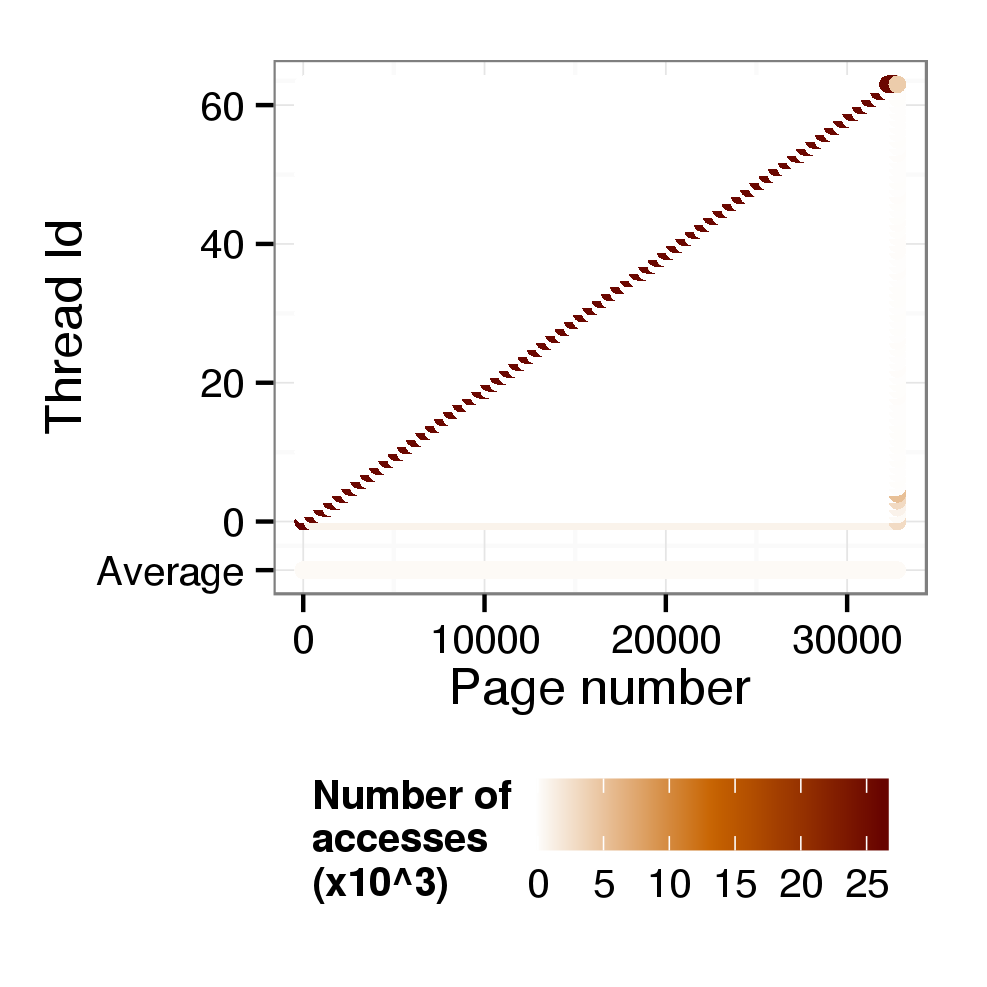 60
40
20
0
Average
Thread Id
0 10000 20000 30000
Page number
Number of
accesses
(x10^3)
0 5 10 15 20 25